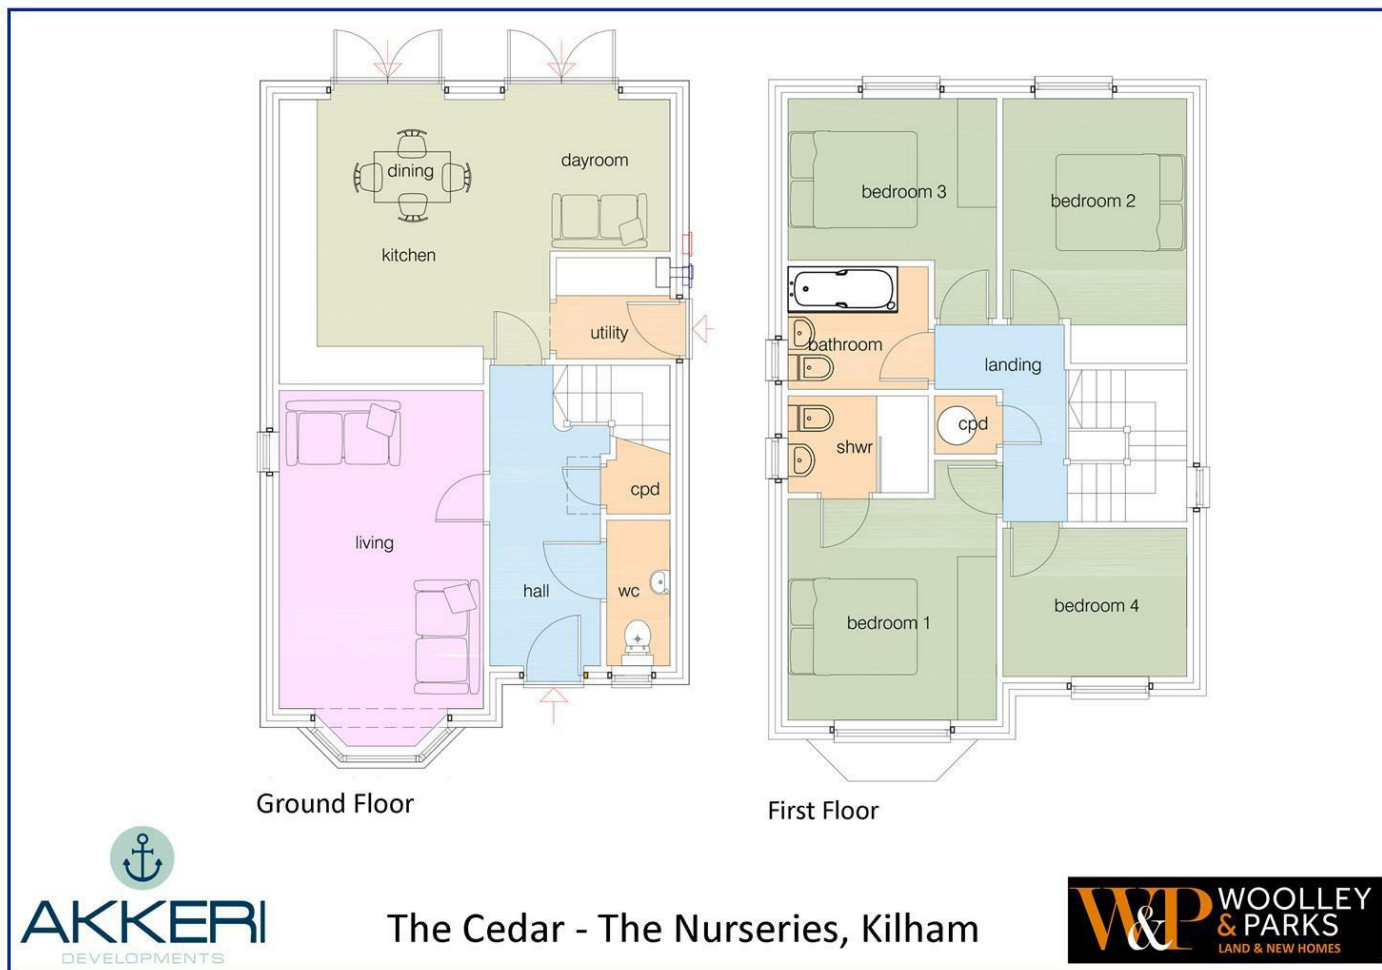 dining
dayroom
kitchen
utility
cpd
living
hall
wc
Ground Floor
bedroom 3
bedroom 2
bathroom
landing
shwr
cpd
bedroom 1
bedroom 4
First Floor
AKKERI
DEVELOPMENTS
The Cedar - The Nurseries, Kilham
W&P WOOLLEY
& PARKS
LAND & NEW HOMES